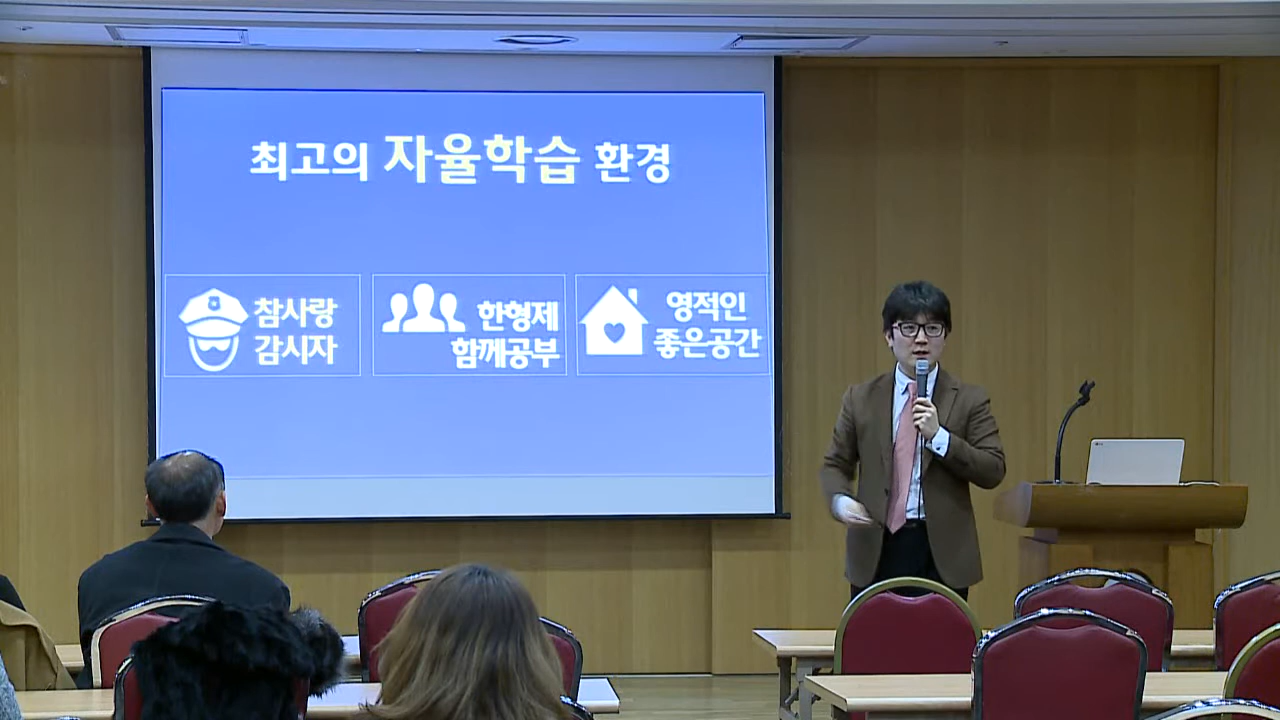 최고의 자율학습 환경
참사랑
감시자
한형제
함께공부
영적인
좋은공간